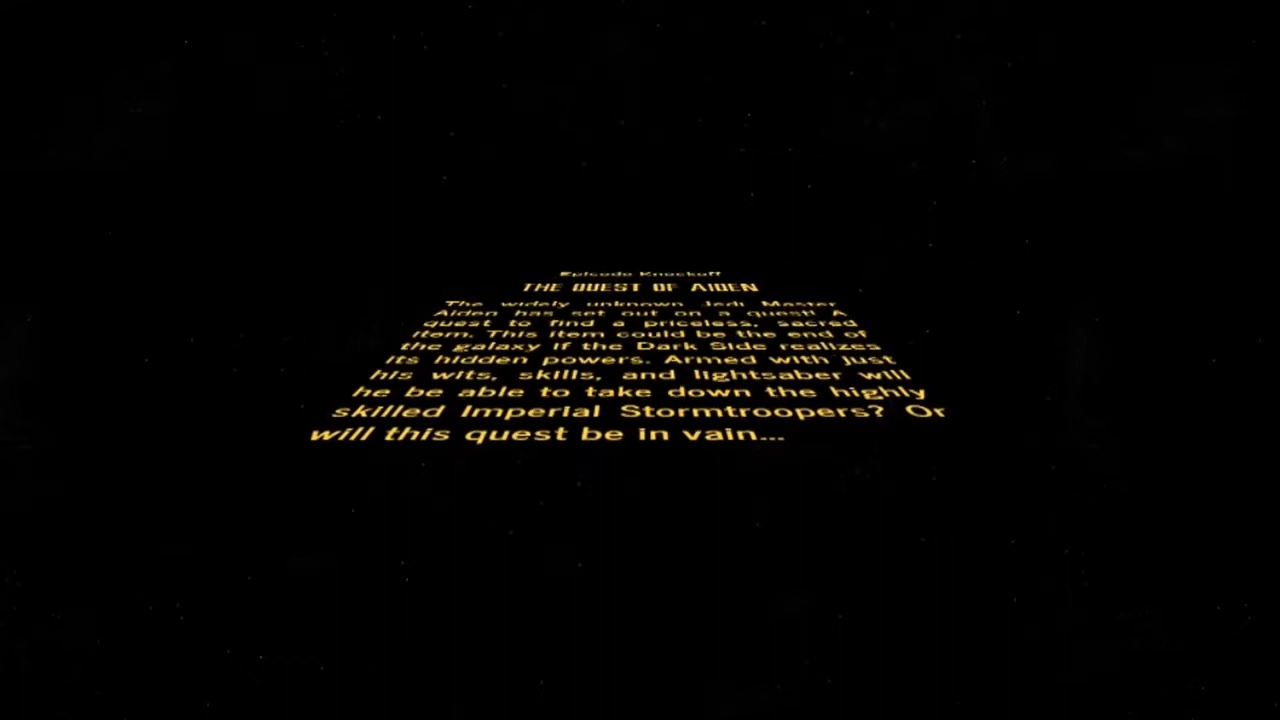 Episode Knockoff
THE QUEST OF AIDEN
The widely unknown Jedi Master
Aiden has set out on a quest! A
quest to find a priceless, sacred
item. This item could be the end of
the galaxy if the Dark Side realizes
its hidden powers. Armed with just
his wits, skills, and lightsaber will
he be able to take down the highly
skilled Imperial Stormtroopers? Or
will this quest be in vain...